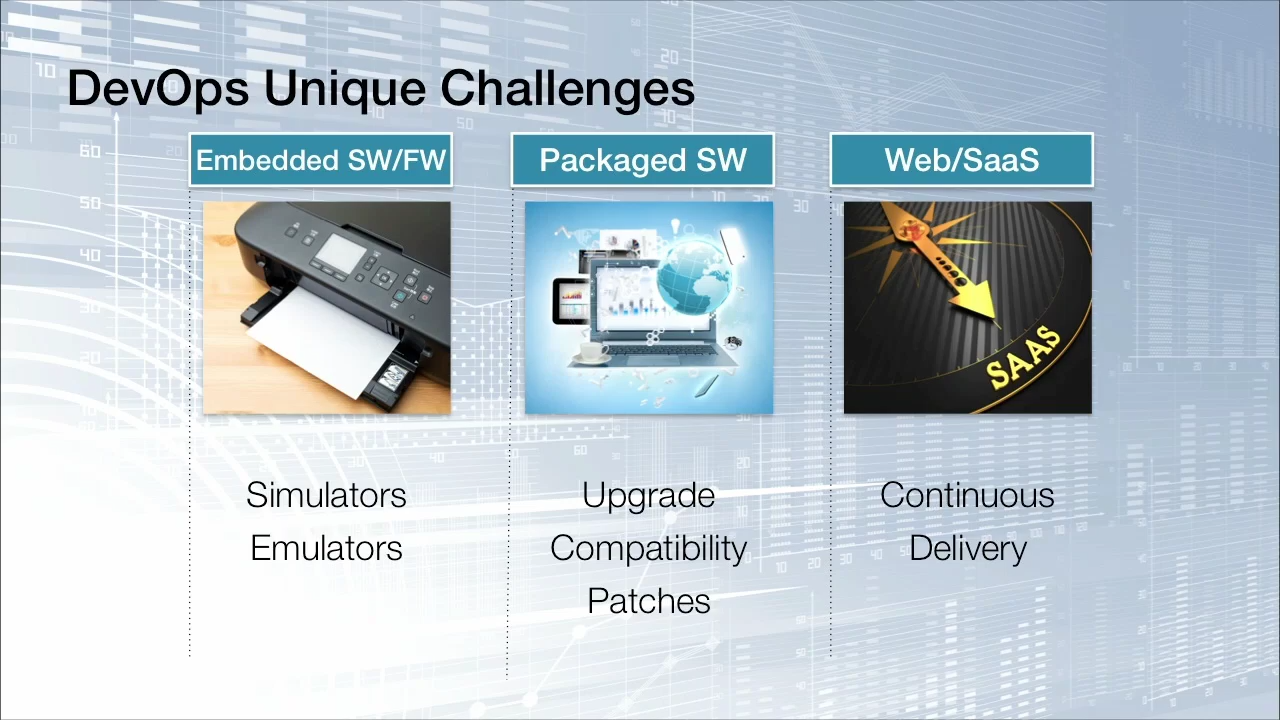 DevOps Unique Challenges
Embedded SW/FW
Packaged SW
Web/SaaS
SAAS
Simulators
Emulators
Upgrade
Compatibility
Patches
Continuous
Delivery